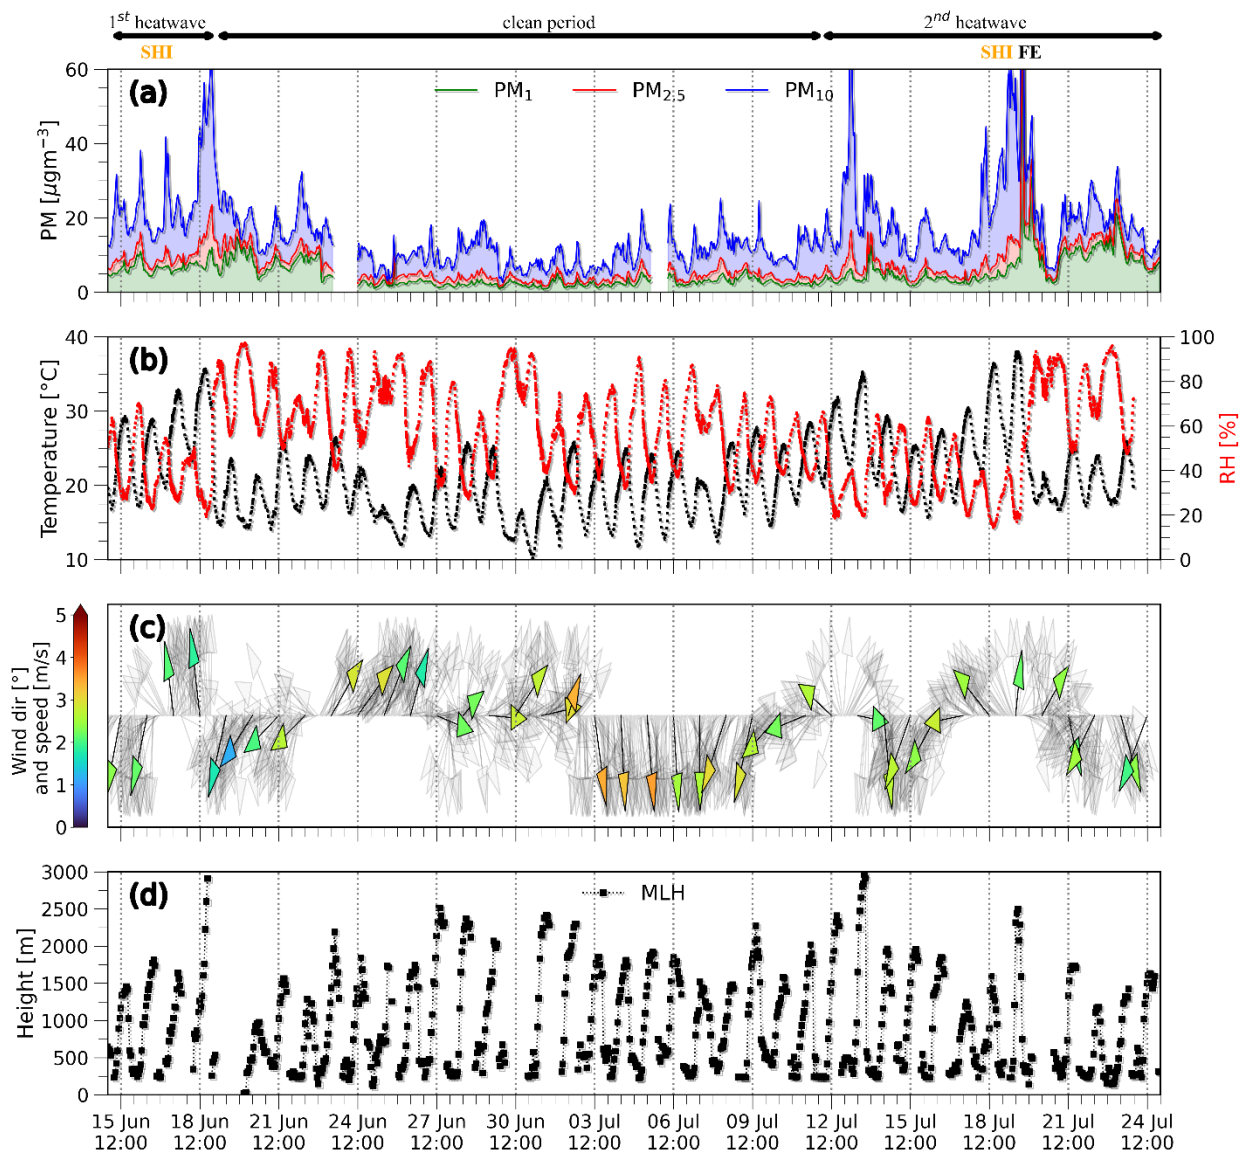 1st heatwave clean period 2nd heatwave
SHI SHI FE
(a) PM1 PM2.5 PM10
60
40
20
0
PM [μgm−3]
(b)
40
30
20
10
Temperature [°C]
100
80
60
40
20
0
RH [%]
(c)
5
4
3
2
1
0
Wind dir [°]
and speed [m/s]
(d) MLH
3000
2500
2000
1500
1000
500
0
Height [m]
15 Jun 18 Jun 21 Jun 24 Jun 27 Jun 30 Jun 03 Jul 06 Jul 09 Jul 12 Jul 15 Jul 18 Jul 21 Jul 24 Jul
12:00 12:00 12:00 12:00 12:00 12:00 12:00 12:00 12:00 12:00 12:00 12:00 12:00 12:00